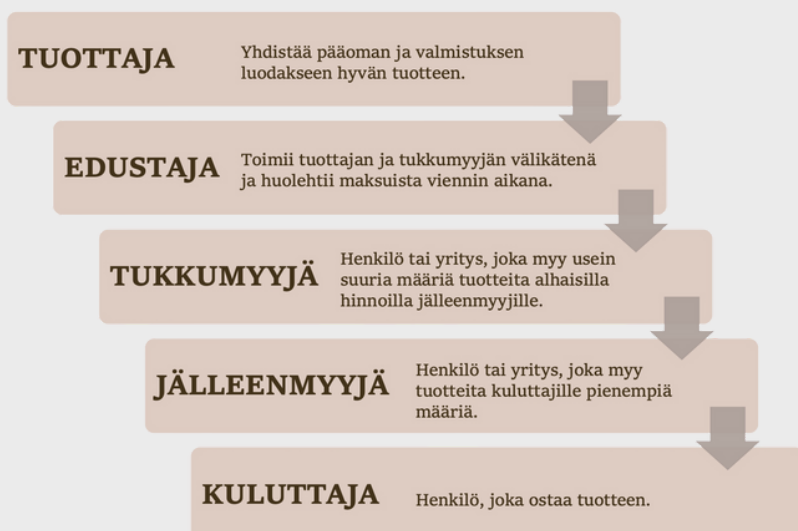 TUOTTAJA
Yhdistää pääoman ja valmistuksen
luodakseen hyvän tuotteen.
EDUSTAJA
Toimii tuottajan ja tukkumyyjän välikätenä
ja huolehtii maksuista viennin aikana.
TUKKUMYYJÄ
Henkilö tai yritys, joka myy usein
suuria määriä tuotteita alhaisilla
hinnoilla jälleenmyyjille.
JÄLLEENMYYJÄ
Henkilö tai yritys, joka myy
tuotteita kuluttajille pienempiä
määriä.
KULUTTAJA
Henkilö, joka ostaa tuotteen.